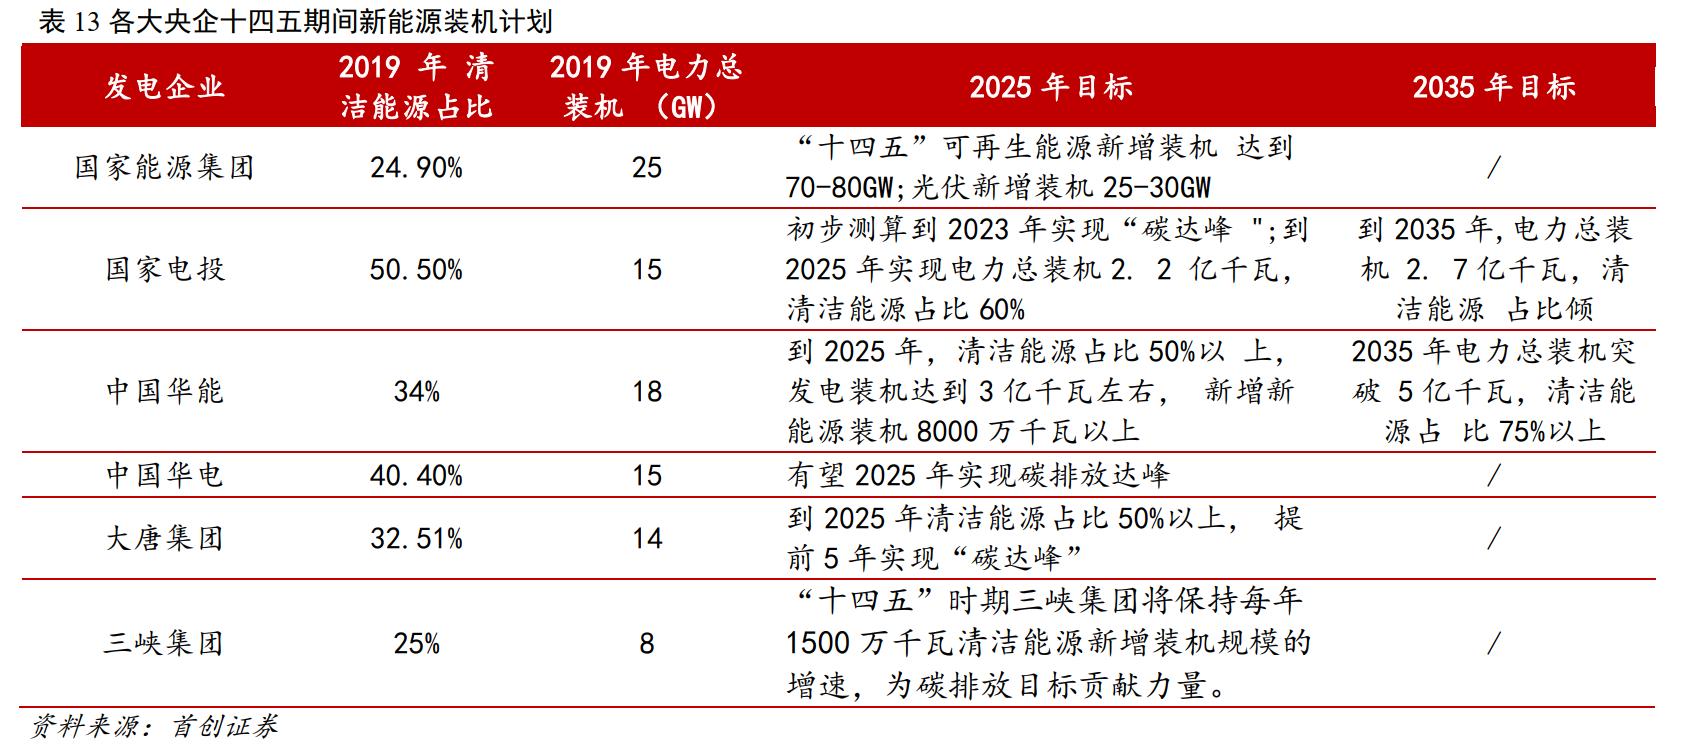 表 13 各大央企十四五期间新能源装机计划
发电企业
2019 年 清
洁能源占比
2019 年电力总
装机 （GW）
2025 年目标
2035 年目标
国家能源集团
24.90%
25
“十四五”可再生能源新增装机 达到
70-80GW;光伏新增装机 25-30GW
/
国家电投
50.50%
15
初步测算到 2023 年实现“碳达峰 ";到
2025 年实现电力总装机 2. 2 亿千瓦，
清洁能源占比 60%
到 2035 年,电力总装
机 2. 7 亿千瓦，清
洁能源 占比倾
中国华能
34%
18
到 2025 年，清洁能源占比 50%以 上，
发电装机达到 3 亿千瓦左右， 新增新
能源装机 8000 万千瓦以上
2035 年电力总装机突
破 5 亿千瓦，清洁能
源占 比 75%以上
中国华电
40.40%
15
有望 2025 年实现碳排放达峰
/
大唐集团
32.51%
14
到 2025 年清洁能源占比 50%以上， 提
前 5 年实现“碳达峰”
/
三峡集团
25%
8
“十四五”时期三峡集团将保持每年
1500 万千瓦清洁能源新增装机规模的
增速，为碳排放目标贡献力量。
/
资料来源：首创证券